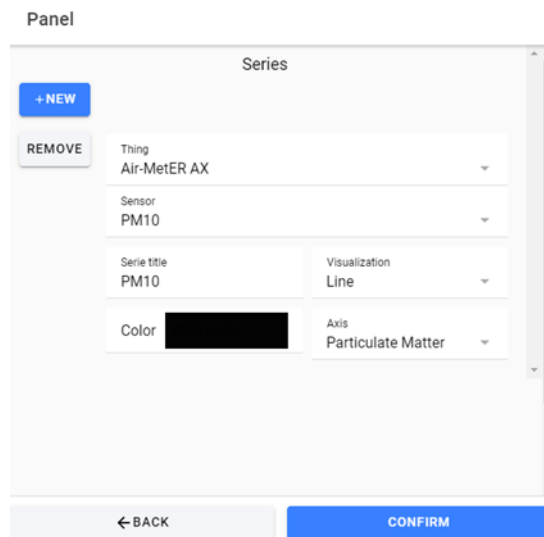 Panel
Series
+NEW
REMOVE
Thing
Air-MetER AX
Sensor
PM10
Serie title
PM10
Visualization
Line
Color
Axis
Particulate Matter
BACK
CONFIRM